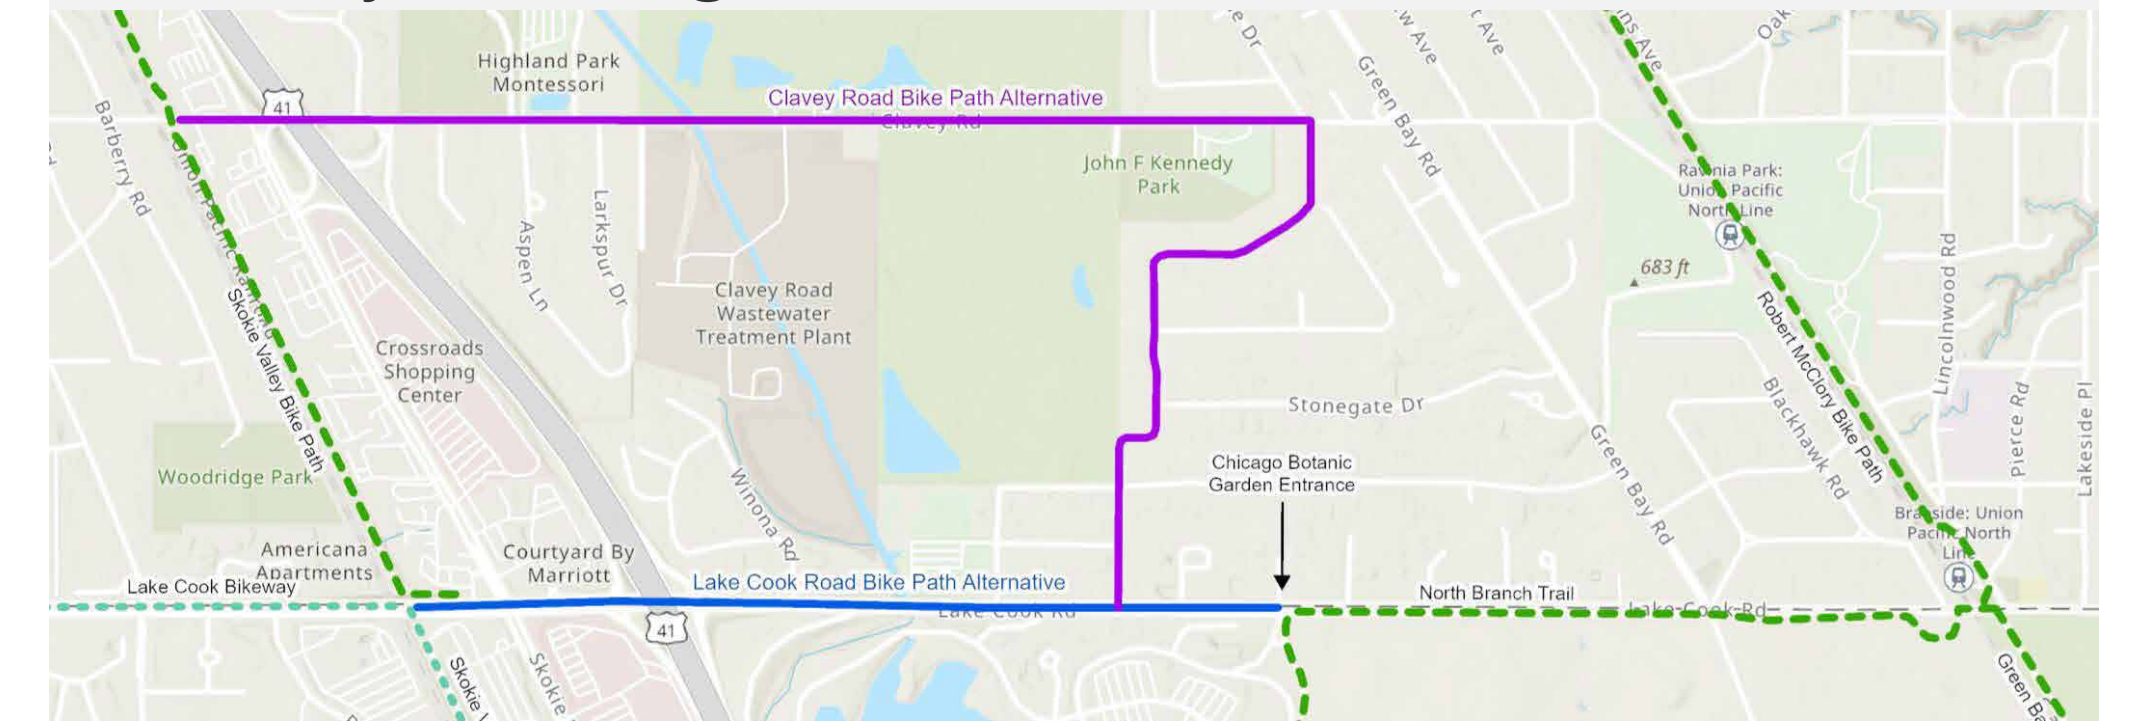 Highland Park
Montessori
41
Clavey Road Bike Path Alternative
Clavey Rd
Barberry Rd
Green Bay Rd
John F Kennedy
Park
Ravinia Park:
Union Pacific
North Line
Aspen Ln
Larkspur Dr
Clavey Road
Wastewater
Treatment Plant
683 ft
Lincolnwood Rd
Skokie Valley Bike Path
Robert McClory Bike Path
Crossroads
Shopping
Center
Stonegate Dr
Blackhawk Rd
Pierce Rd
Lakeside Pl
Woodridge Park
Winona Rd
Chicago Botanic
Garden Entrance
Green Bay Rd
Braeside: Union
Pacific North
Line
Americana
Apartments
Courtyard By
Marriott
Lake Cook Bikeway
Lake Cook Road Bike Path Alternative
North Branch Trail
Lake Cook Rd
Lake Cook Rd
41
Skokie
Skokie
Green Ba